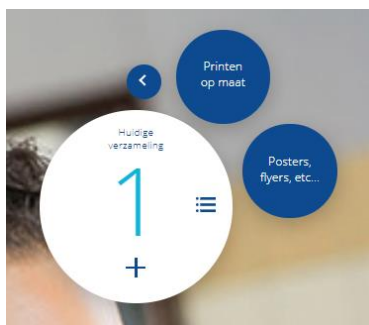 Printen
op maat
Huidige
verzameling
1
Posters,
flyers, etc...